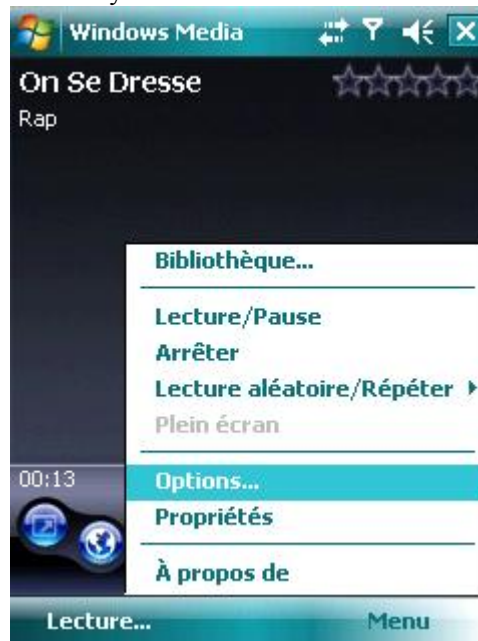 Windows Media
On Se Dresse
Rap
Bibliothèque...
Lecture/Pause
Arrêter
Lecture aléatoire/Répéter
Plein écran
00:13
Options...
Propriétés
À propos de
Lecture...
Menu